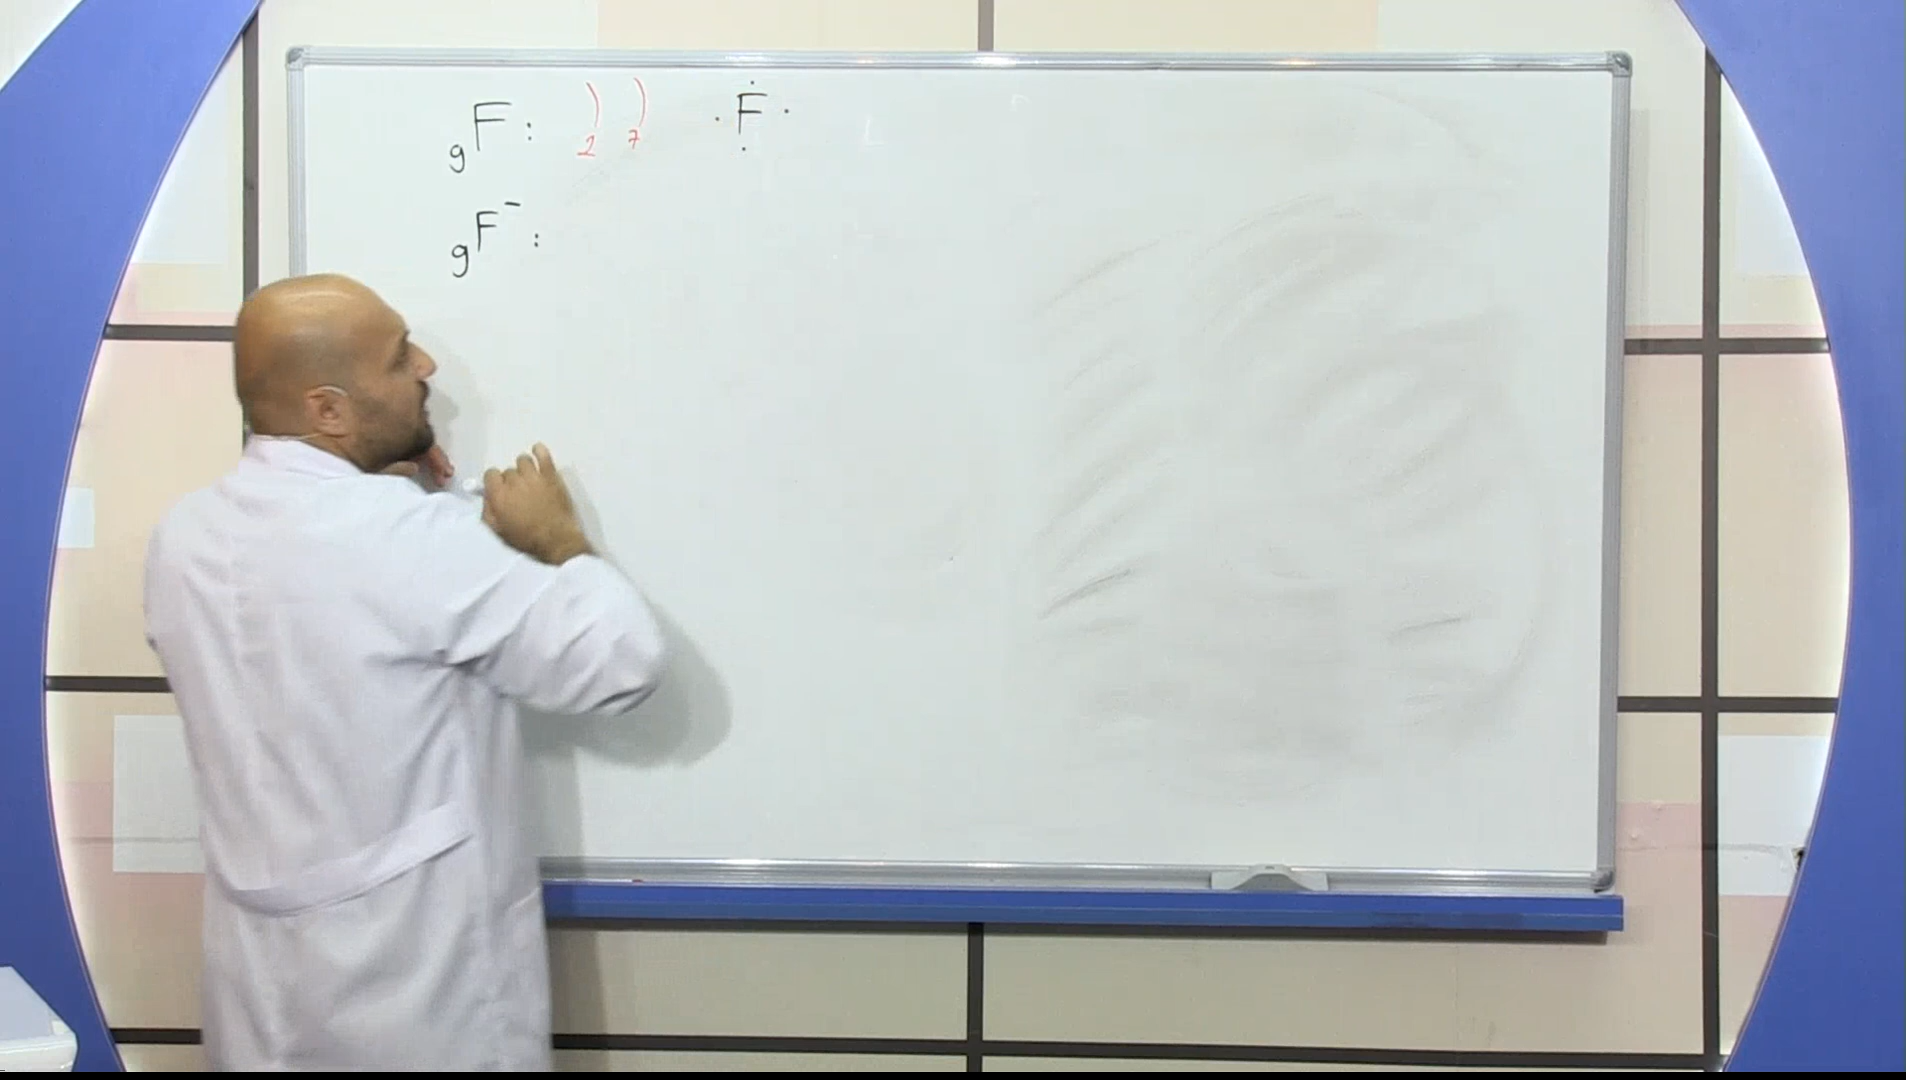 ₉F : ) ) · F ·
2 7
₉F⁻ :